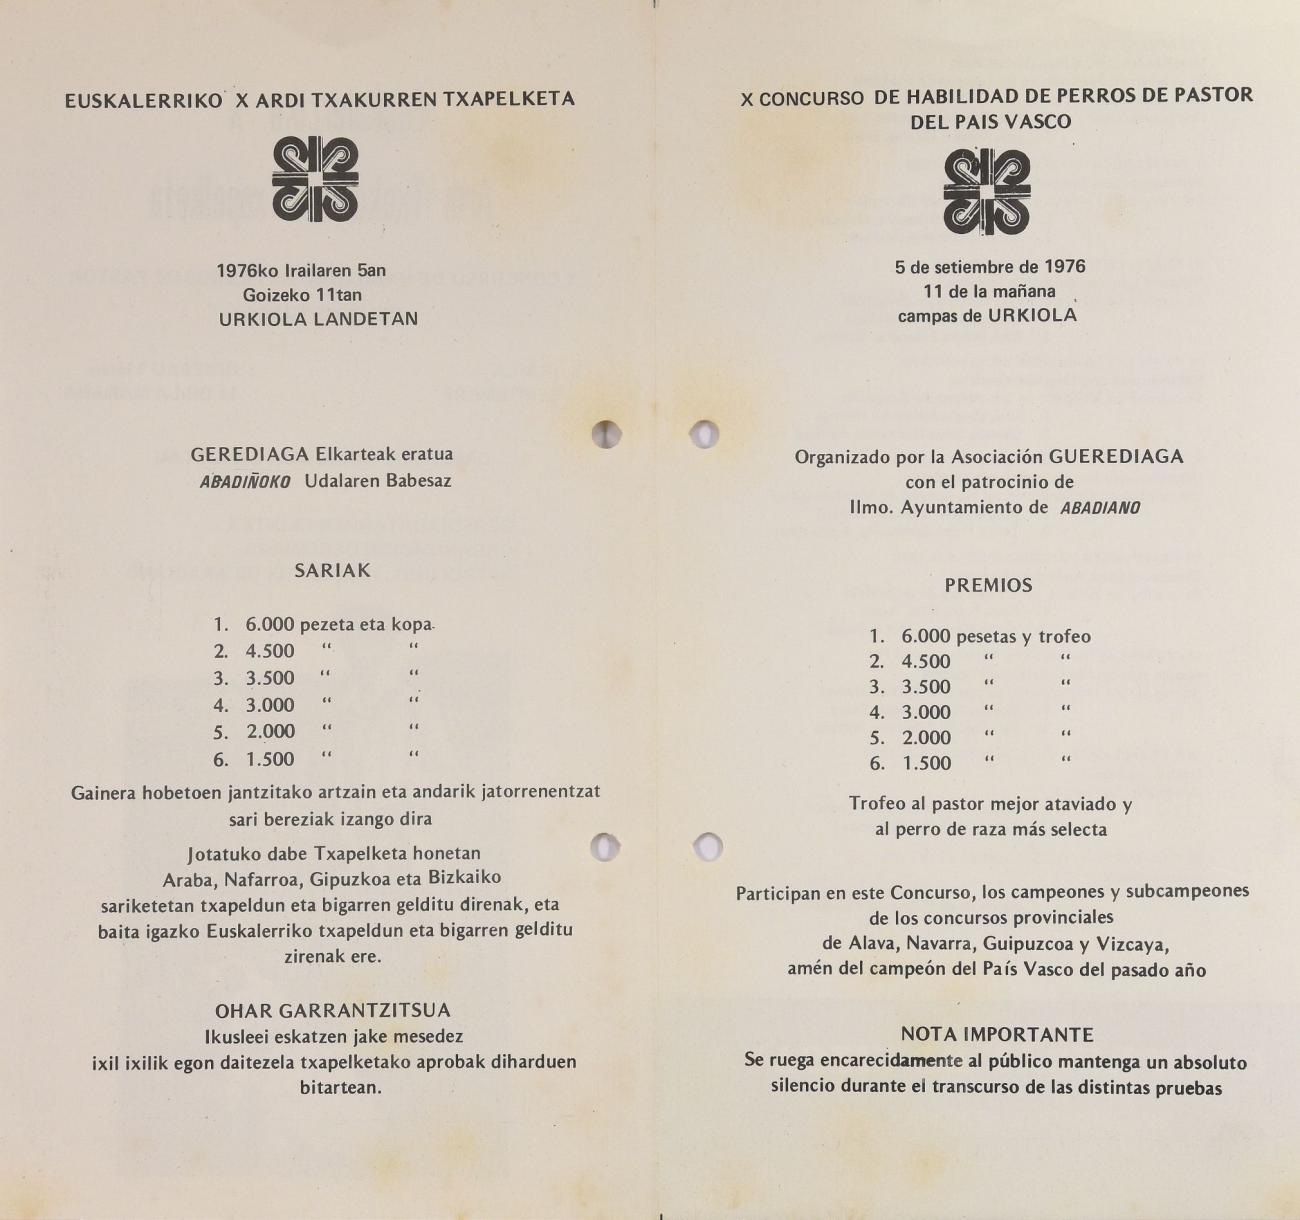 EUSKALERRIKO X ARDI TXAKURREN TXAPELKETA
1976ko Irailaren 5an
Goizeko 11tan
URKIOLA LANDETAN
GEREDIAGA Elkarteak eratua
ABADIÑOKO Udalaren Babesaz
SARIAK
1. 6.000 pezeta eta kopa
2. 4.500 “ “
3. 3.500 “ “
4. 3.000 “ “
5. 2.000 “ “
6. 1.500 “ “
Gainera hobetoen jantzitako artzain eta andarik jatorrenentzat
sari bereziak izango dira
Jotatuko dabe Txapelketa honetan
Araba, Nafarroa, Gipuzkoa eta Bizkaiko
sariketetan txapeldun eta bigarren gelditu direnak, eta
baita igazko Euskalerriko txapeldun eta bigarren gelditu
zirenak ere.
OHAR GARRANTZITSUA
Ikusleei eskatzen jake mesedez
ixil ixilik egon daitezela txapelketako aprobak diharduen
bitartean.
X CONCURSO DE HABILIDAD DE PERROS DE PASTOR
DEL PAIS VASCO
5 de setiembre de 1976
11 de la mañana
campas de URKIOLA
Organizado por la Asociación GUEREDIAGA
con el patrocinio de
Ilmo. Ayuntamiento de ABADIANO
PREMIOS
1. 6.000 pesetas y trofeo
2. 4.500 “ “
3. 3.500 “ “
4. 3.000 “ “
5. 2.000 “ “
6. 1.500 “ “
Trofeo al pastor mejor ataviado y
al perro de raza más selecta
Participan en este Concurso, los campeones y subcampeones
de los concursos provinciales
de Alava, Navarra, Guipuzcoa y Vizcaya,
amén del campeón del País Vasco del pasado año
NOTA IMPORTANTE
Se ruega encarecidamente al público mantenga un absoluto
silencio durante el transcurso de las distintas pruebas